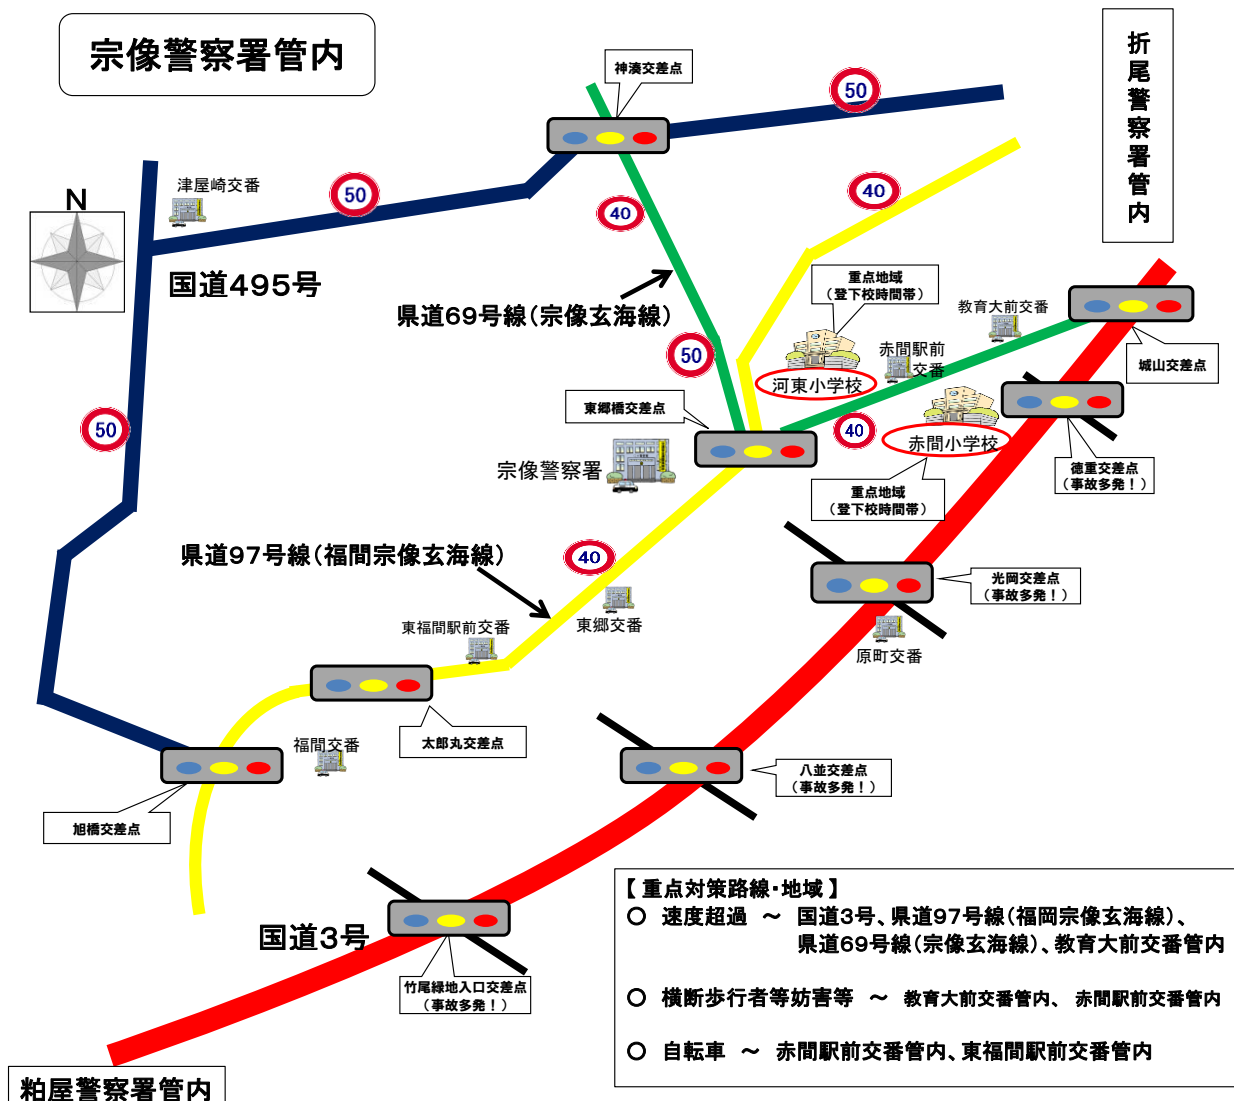 宗像警察署管内
折尾警察署管内
神湊交差点
50
50
津屋崎交番
N
国道495号
40
40
県道69号線(宗像玄海線)
重点地域
(登下校時間帯)
教育大前交番
50
赤間駅前
交番
河東小学校
城山交差点
東郷橋交差点
50
40
赤間小学校
宗像警察署
徳重交差点
(事故多発!)
重点地域
(登下校時間帯)
県道97号線(福間宗像玄海線)
40
光岡交差点
(事故多発!)
東福間駅前交番
東郷交番
原町交番
太郎丸交差点
福間交番
八並交差点
(事故多発!)
旭橋交差点
国道3号
竹尾緑地入口交差点
(事故多発!)
粕屋警察署管内
【重点対策路線・地域】
○ 速度超過 ~ 国道3号、県道97号線(福岡宗像玄海線)、
県道69号線(宗像玄海線)、教育大前交番管内
○ 横断歩行者等妨害等 ~ 教育大前交番管内、 赤間駅前交番管内
○ 自転車 ~ 赤間駅前交番管内、東福間駅前交番管内